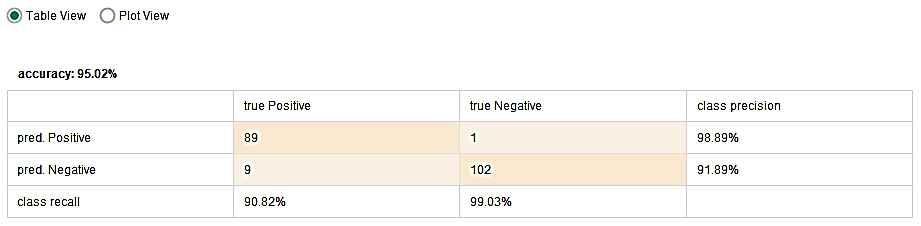 Table View Plot View
accuracy: 95.02%
true Positive true Negative class precision
pred. Positive 89 1 98.89%
pred. Negative 9 102 91.89%
class recall 90.82% 99.03%